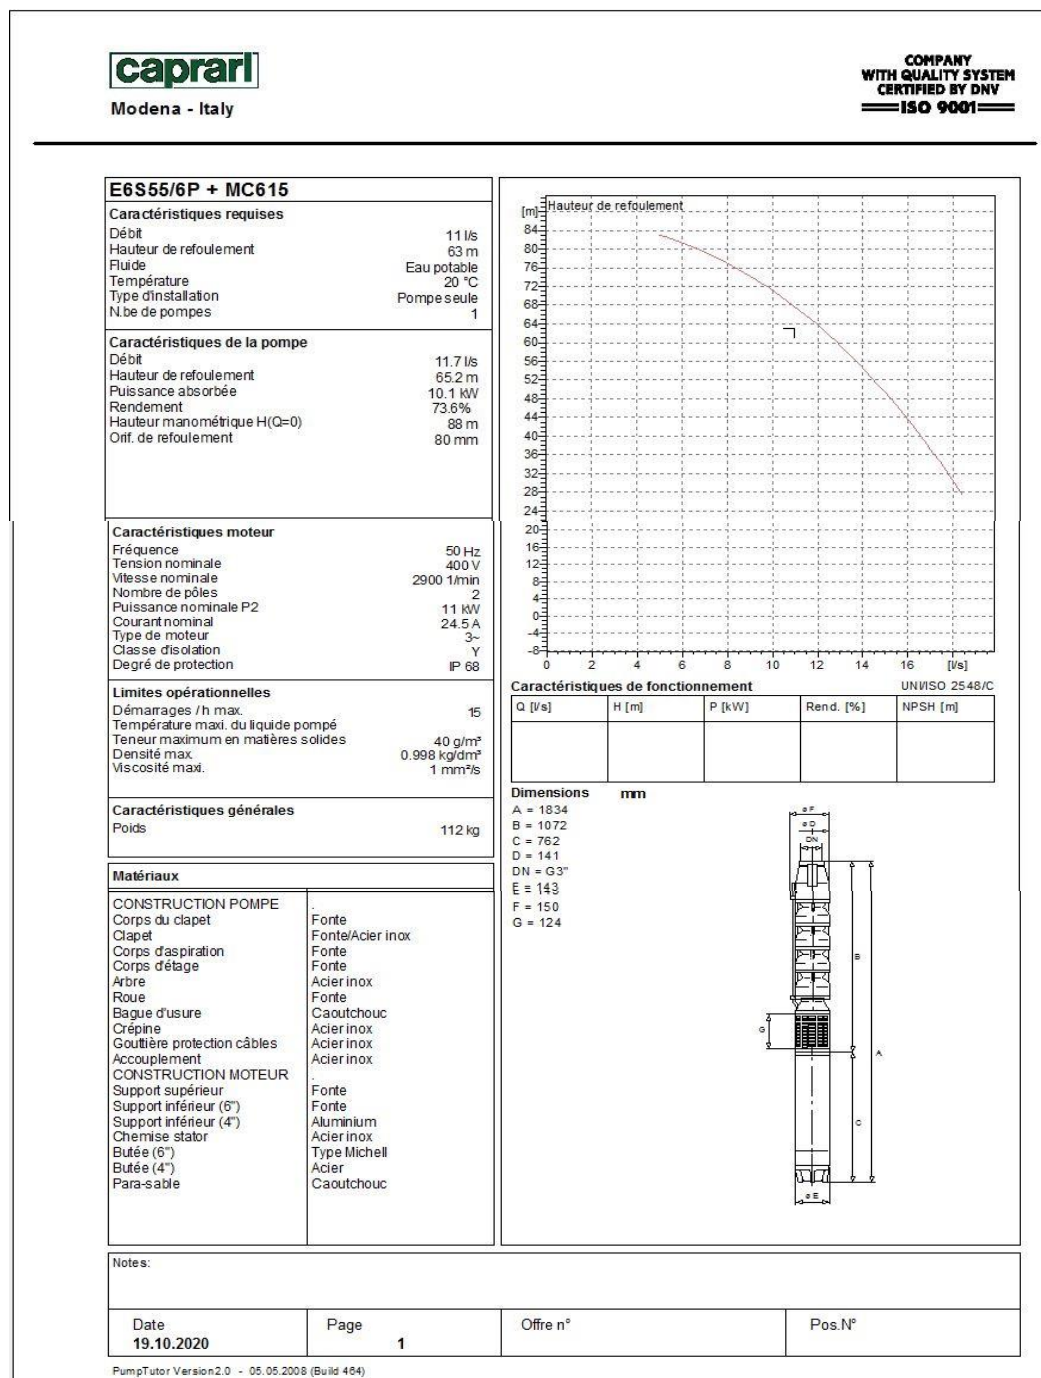 caprari
Modena - Italy
COMPANY
WITH QUALITY SYSTEM
CERTIFIED BY DNV
ISO 9001
E6S55/6P + MC615
Caractéristiques requises
Débit 11 l/s
Hauteur de refoulement 63 m
Fluide Eau potable
Température 20 °C
Type d'installation Pompe seule
N.be de pompes 1
Caractéristiques de la pompe
Débit 11.7 l/s
Hauteur de refoulement 65.2 m
Puissance absorbée 10.1 kW
Rendement 73.6%
Hauteur manométrique H(Q=0) 88 m
Orif. de refoulement 80 mm
Caractéristiques moteur
Fréquence 50 Hz
Tension nominale 400 V
Vitesse nominale 2900 1/min
Nombre de pôles 2
Puissance nominale P2 11 kW
Courant nominal 24.5 A
Type de moteur 3~
Classe d'isolation Y
Degré de protection IP 68
Limites opérationnelles
Démarrages / h max. 15
Température maxi. du liquide pompé
Teneur maximum en matières solides 40 g/m³
Densité max. 0.998 kg/dm³
Viscosité maxi. 1 mm²/s
Caractéristiques générales
Poids 112 kg
Matériaux
CONSTRUCTION POMPE .
Corps du clapet Fonte
Clapet Fonte/Acier inox
Corps d'aspiration Fonte
Corps d'étage Fonte
Arbre Acier inox
Roue Fonte
Bague d'usure Caoutchouc
Crépine Acier inox
Gouttière protection câbles Acier inox
Accouplement Acier inox
CONSTRUCTION MOTEUR .
Support supérieur Fonte
Support inférieur (6") Fonte
Support inférieur (4") Aluminium
Chemise stator Acier inox
Butée (6") Type Michell
Butée (4") Acier
Para-sable Caoutchouc
[m] Hauteur de refoulement
84
80
76
72
68
64
60
56
52
48
44
40
36
32
28
24
20
16
12
8
4
0
-4
-8
0 2 4 6 8 10 12 14 16 [l/s]
Caractéristiques de fonctionnement UNI/ISO 2548/C
Q [l/s] H [m] P [kW] Rend. [%] NPSH [m]
Dimensions mm
A = 1834
B = 1072
C = 762
D = 141
DN = G3"
E = 143
F = 150
G = 124
ø F
ø D
DN
B
G
A
C
ø E
Notes:
Date Page Offre n° Pos.N°
19.10.2020 1
PumpTutor Version2.0 - 05.05.2008 (Build 464)